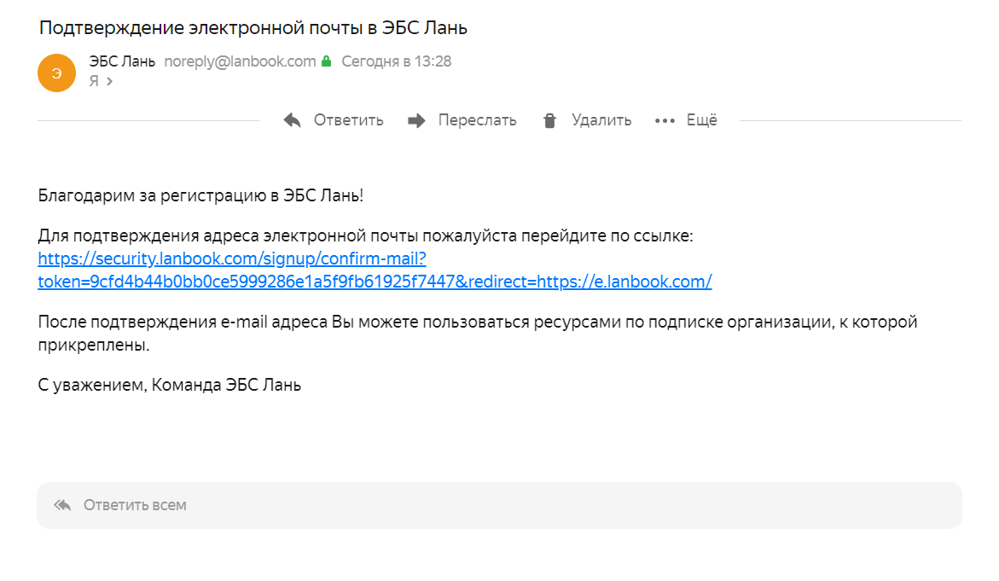 Подтверждение электронной почты в ЭБС Лань
Э
ЭБС Лань noreply@lanbook.com Сегодня в 13:28
Я >
Ответить Переслать Удалить ••• Ещё
Благодарим за регистрацию в ЭБС Лань!
Для подтверждения адреса электронной почты пожалуйста перейдите по ссылке:
https://security.lanbook.com/signup/confirm-mail?
token=9cfd4b44b0bb0ce5999286e1a5f9fb61925f7447&redirect=https://e.lanbook.com/
После подтверждения e-mail адреса Вы можете пользоваться ресурсами по подписке организации, к которой
прикреплены.
С уважением, Команда ЭБС Лань
Ответить всем